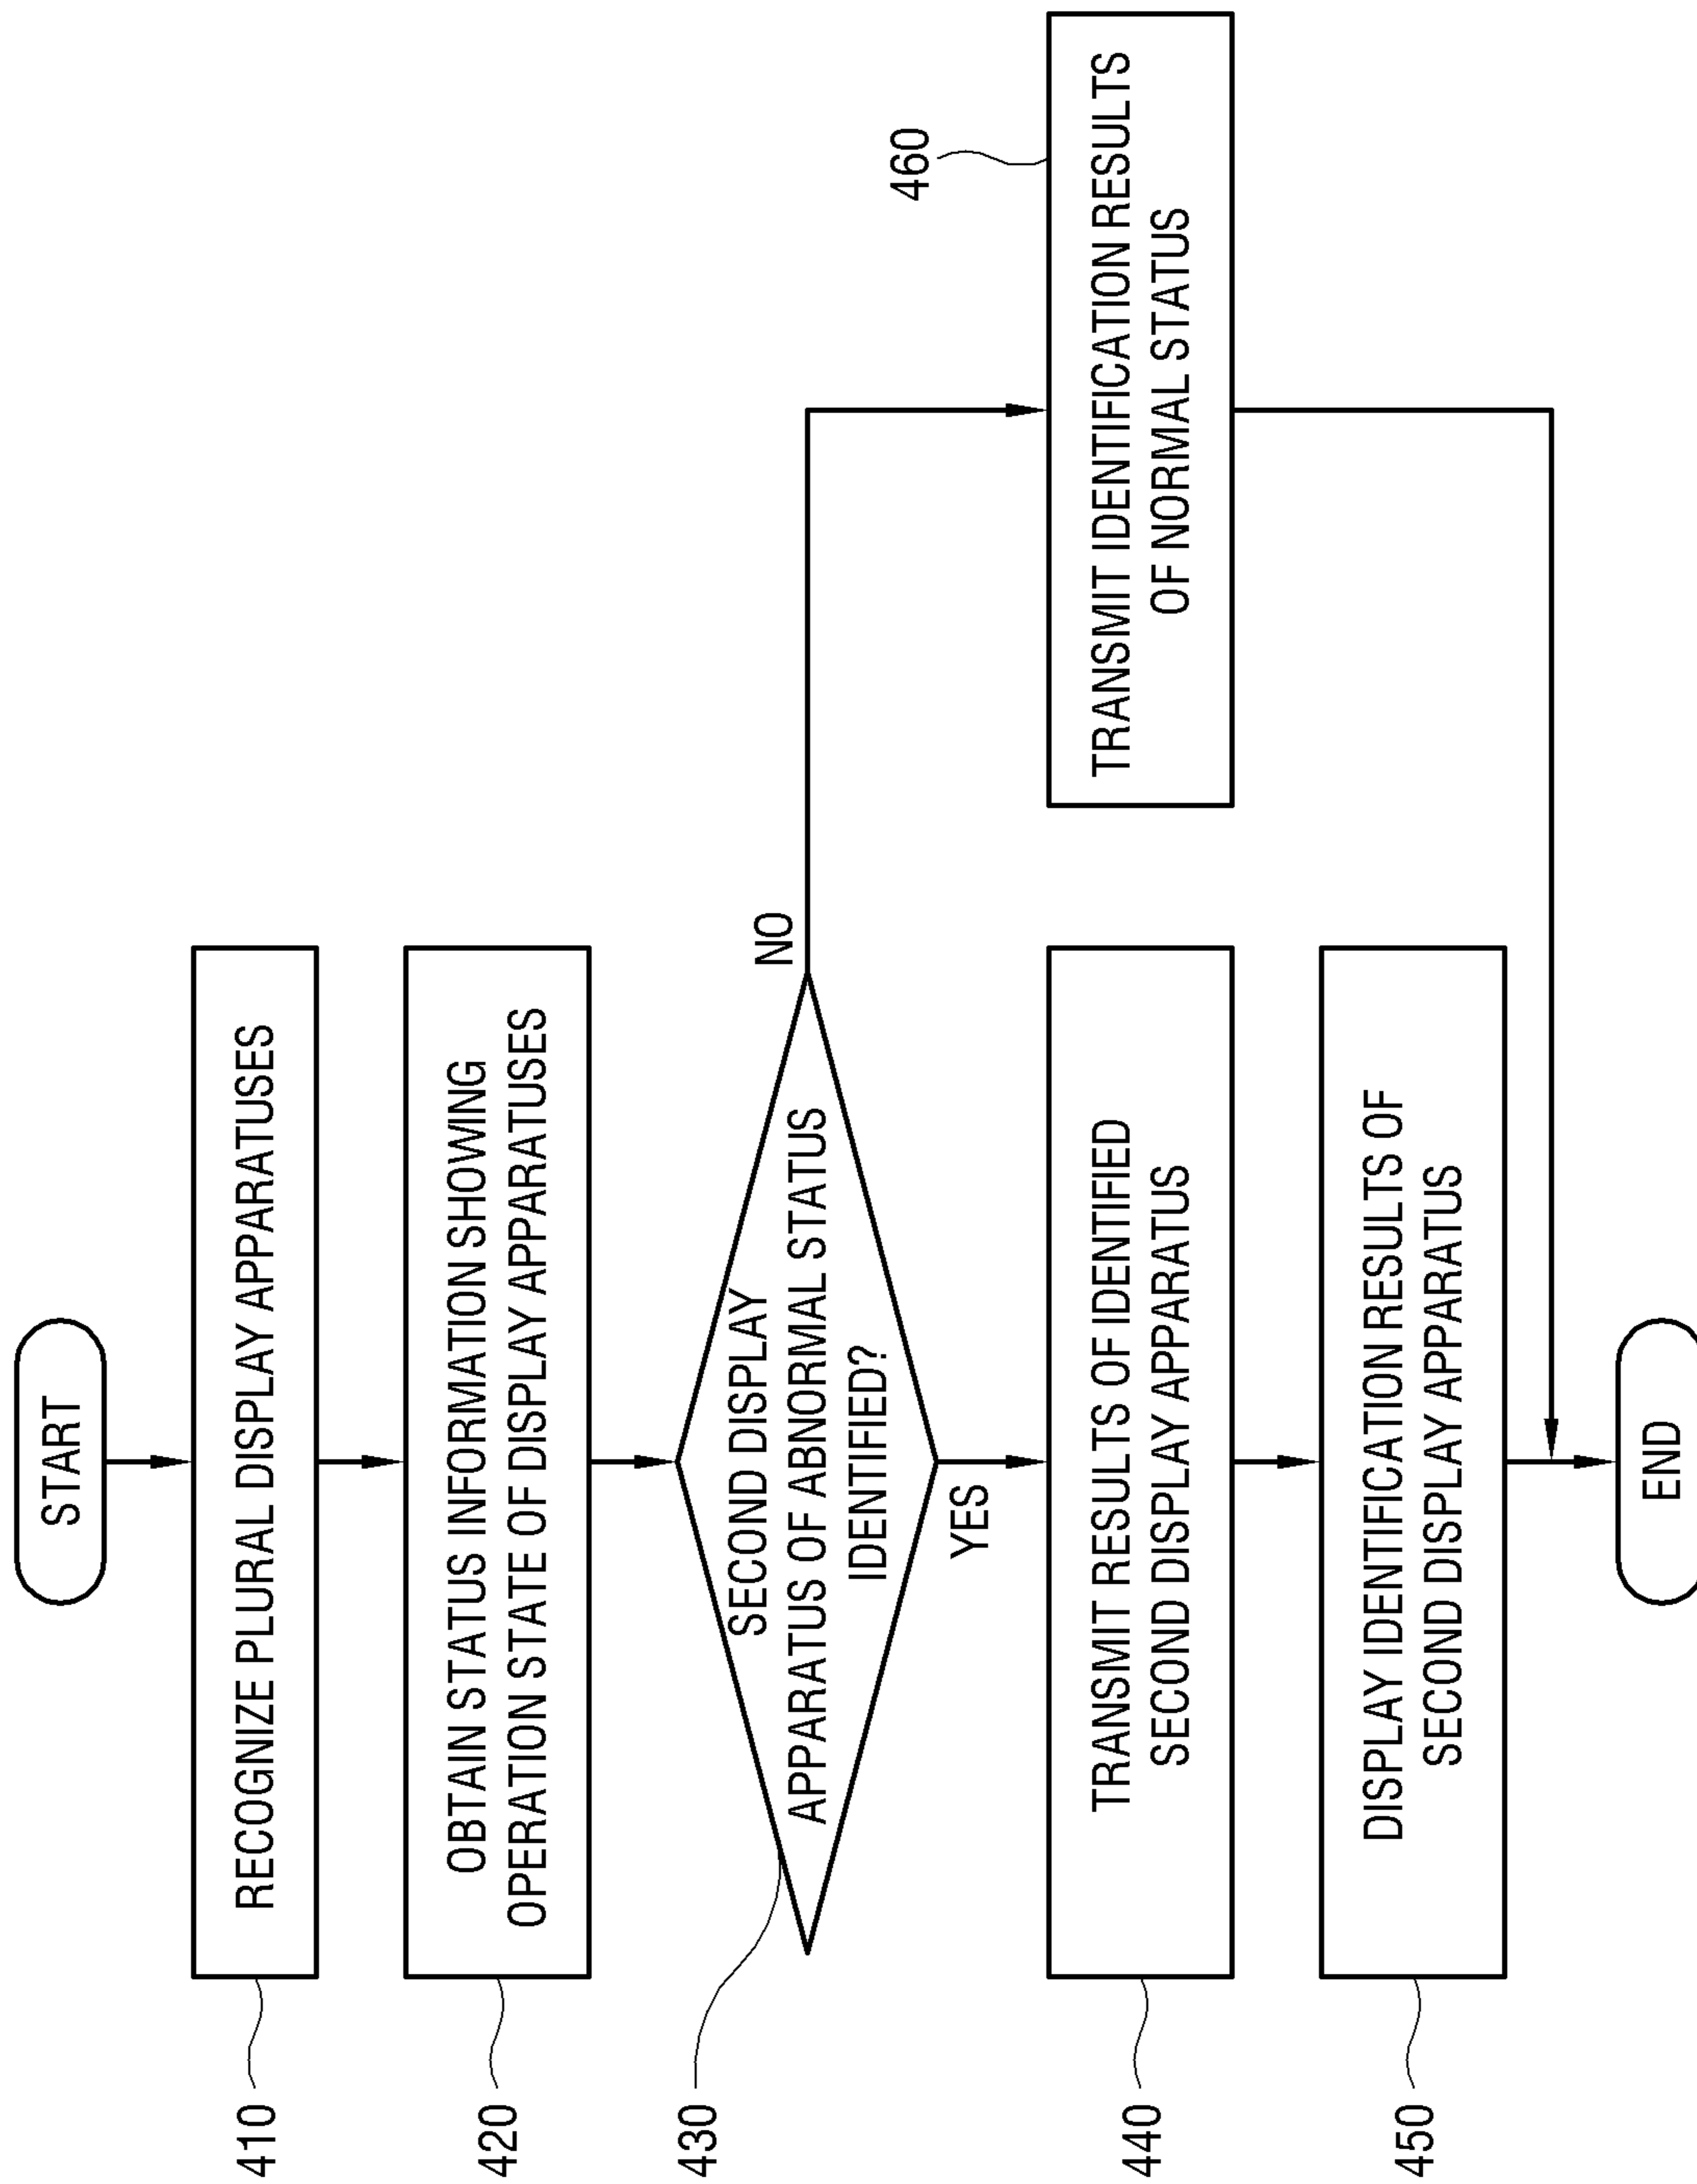 START
410
RECOGNIZE PLURAL DISPLAY APPARATUSES
420
OBTAIN STATUS INFORMATION SHOWING
OPERATION STATE OF DISPLAY APPARATUSES
430
SECOND DISPLAY
APPARATUS OF ABNORMAL STATUS
IDENTIFIED?
NO
YES
460
440
TRANSMIT RESULTS OF IDENTIFIED
SECOND DISPLAY APPARATUS
TRANSMIT IDENTIFICATION RESULTS
OF NORMAL STATUS
450
DISPLAY IDENTIFICATION RESULTS OF
SECOND DISPLAY APPARATUS
END